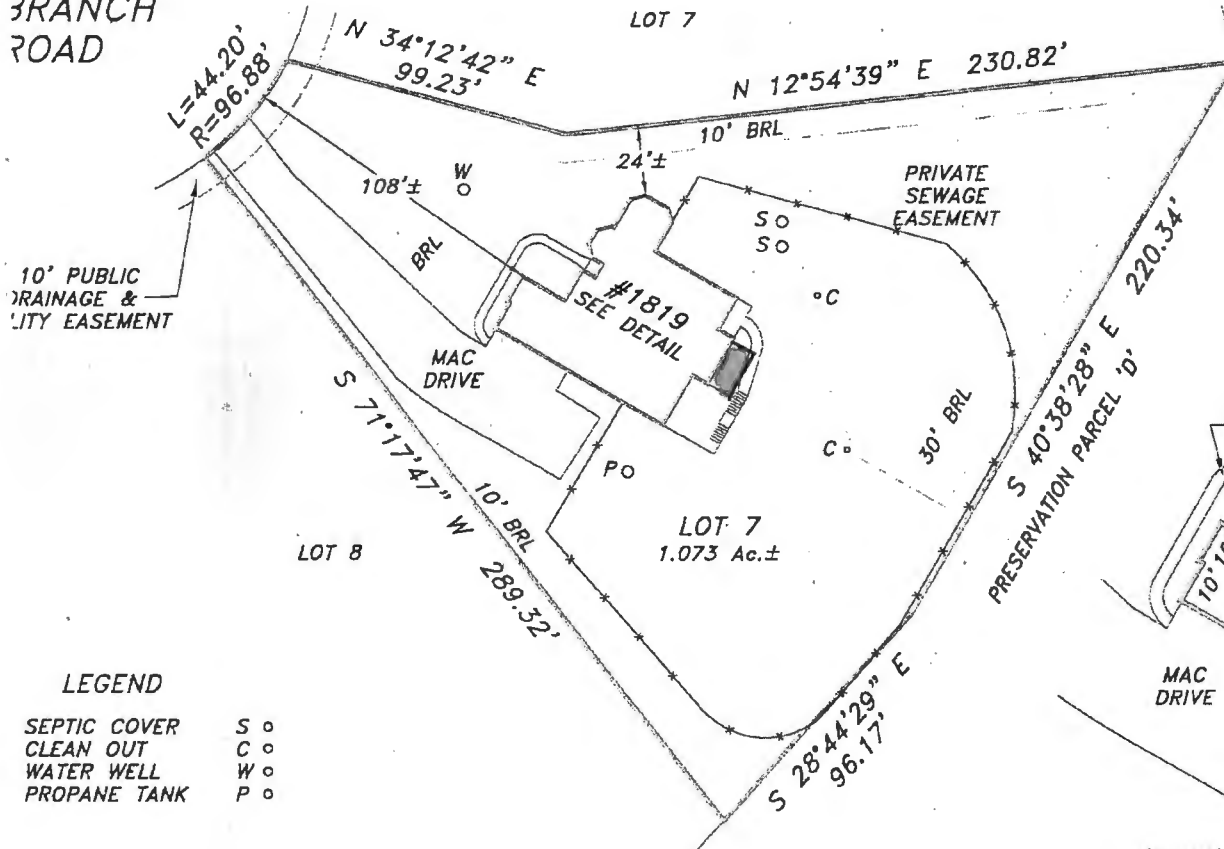 BRANCH
ROAD
LOT 7
L=44.20'
R=96.88'
N 34°12'42" E
99.23'
N 12°54'39" E 230.82'
10' BRL
24'±
W
108'±
PRIVATE
SEWAGE
EASEMENT
S
S
BRL
10' PUBLIC
DRAINAGE &
LITY EASEMENT
#1819
SEE DETAIL
C
S 40°38'28" E 220.34'
PRESERVATION PARCEL 'D'
MAC
DRIVE
30' BRL
C
P
S 71°17'47" W 289.32'
10' BRL
LOT 7
1.073 Ac.±
LOT 8
S 28°44'29" E
96.17'
MAC
DRIVE
LEGEND
SEPTIC COVER S
CLEAN OUT C
WATER WELL W
PROPANE TANK P